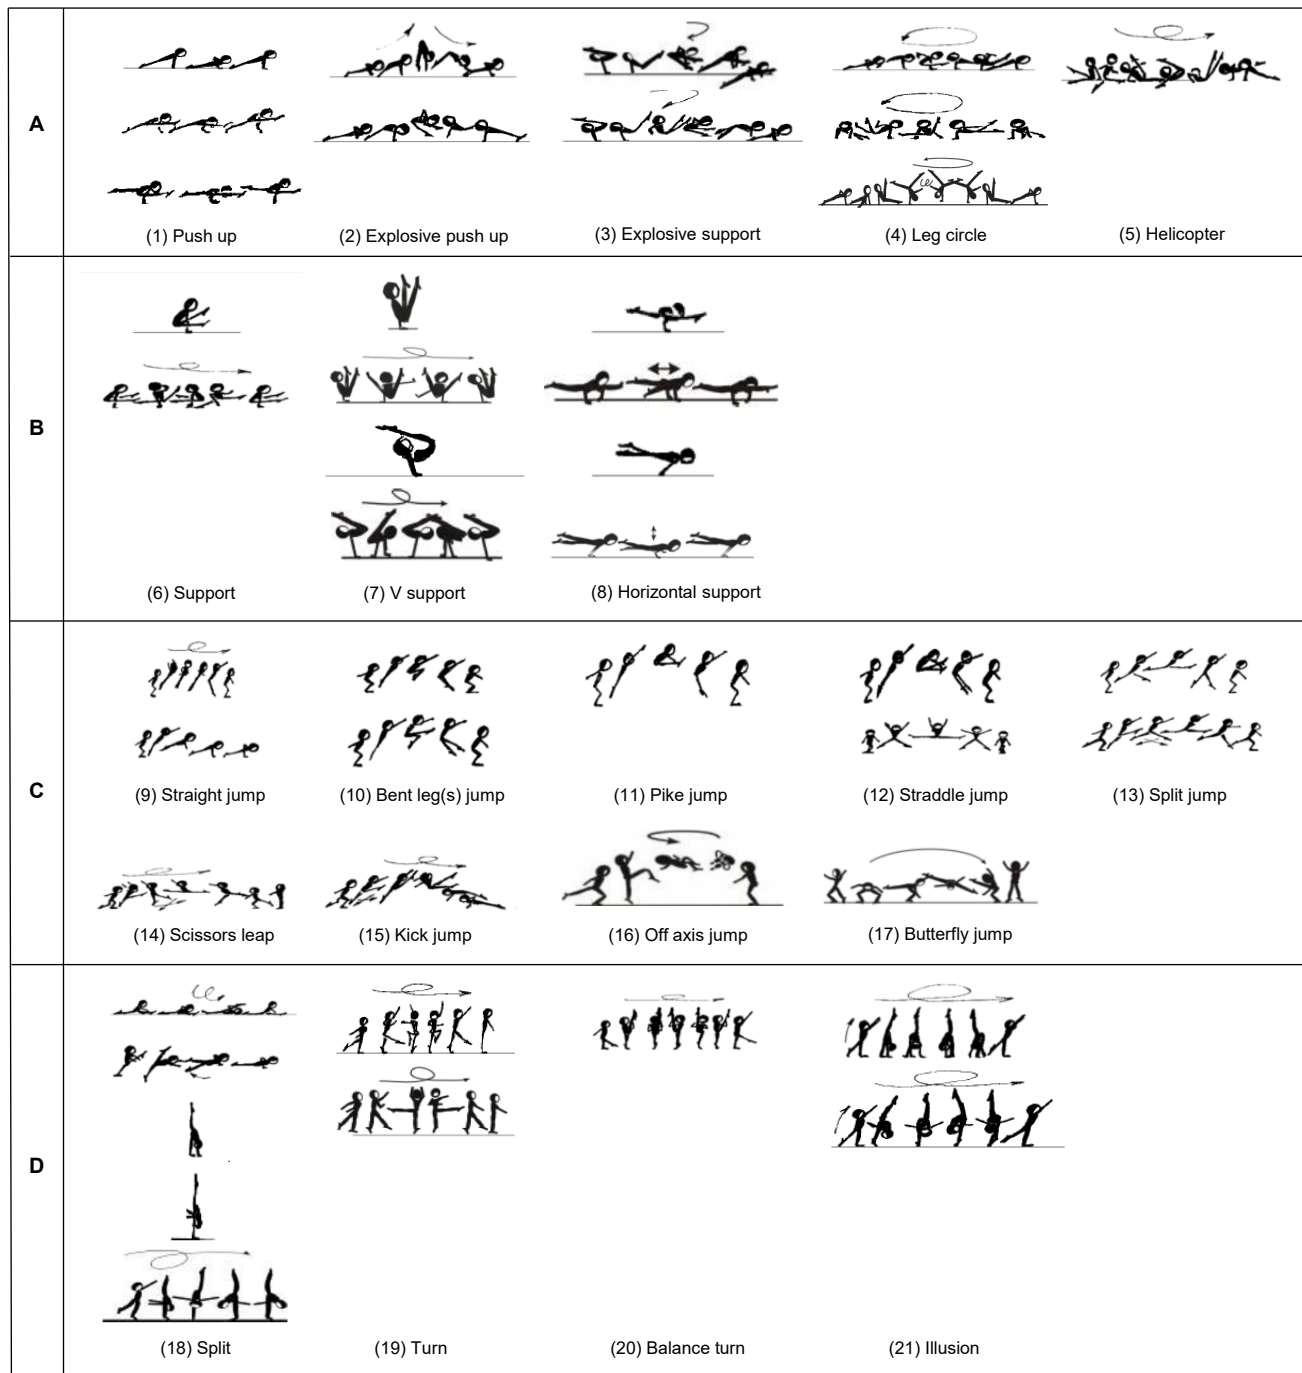 A
(1) Push up
(2) Explosive push up
(3) Explosive support
(4) Leg circle
(5) Helicopter
B
(6) Support
(7) V support
(8) Horizontal support
C
(9) Straight jump
(10) Bent leg(s) jump
(11) Pike jump
(12) Straddle jump
(13) Split jump
(14) Scissors leap
(15) Kick jump
(16) Off axis jump
(17) Butterfly jump
D
(18) Split
(19) Turn
(20) Balance turn
(21) Illusion